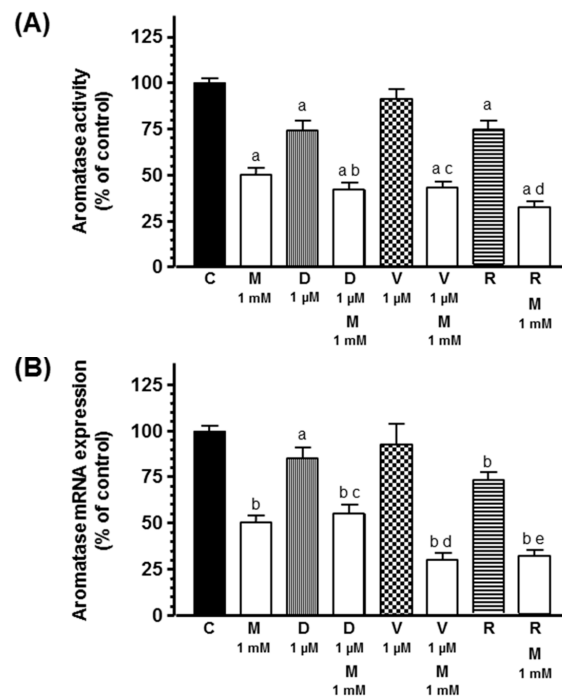 (A)
Aromatase activity
(% of control)
125
100
75
50
25
0
a
a
a b
a c
a
a d
C M D D V V R R
1 mM 1 µM 1 µM 1 µM 1 µM M
M M 1 mM
1 mM 1 mM
(B)
Aromatase mRNA expression
(% of control)
125
100
75
50
25
0
b
a
b c
b d
b
b e
C M D D V V R R
1 mM 1 µM 1 µM 1 µM 1 µM M
M M 1 mM
1 mM 1 mM